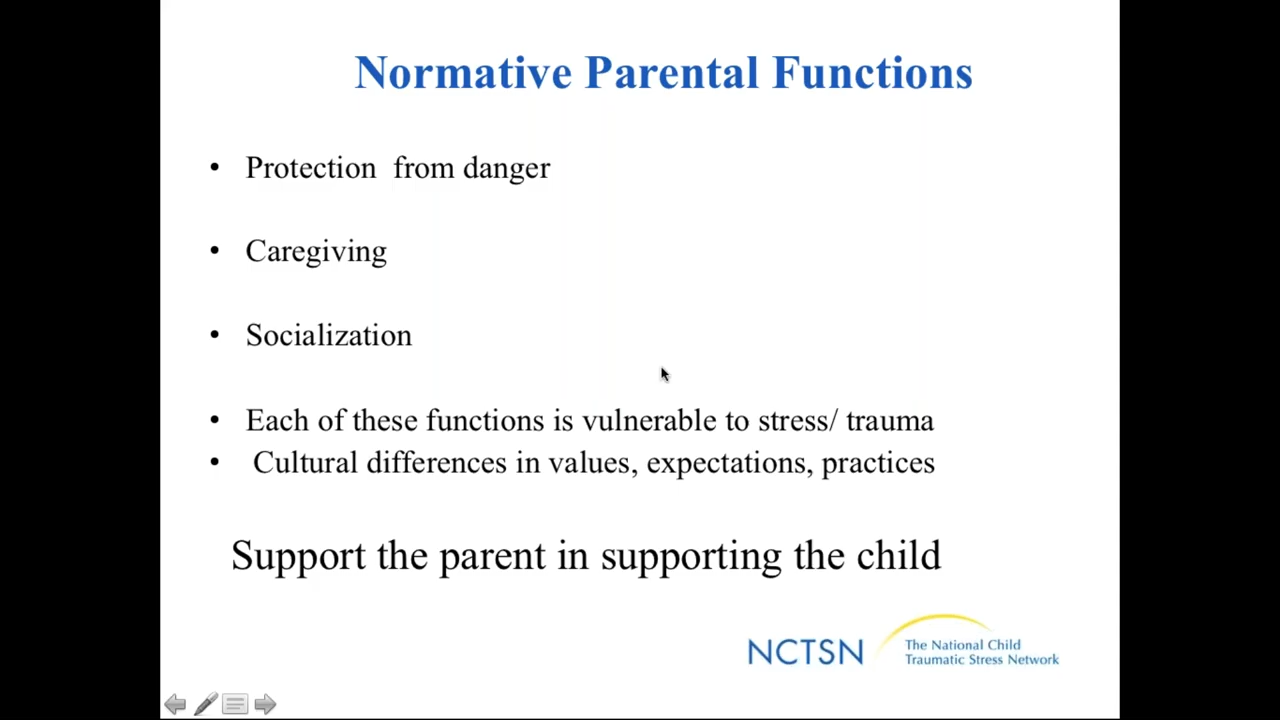 Normative Parental Functions
• Protection  from danger
• Caregiving
• Socialization
• Each of these functions is vulnerable to stress/ trauma
•  Cultural differences in values, expectations, practices
Support the parent in supporting the child
NCTSN
The National Child
Traumatic Stress Network